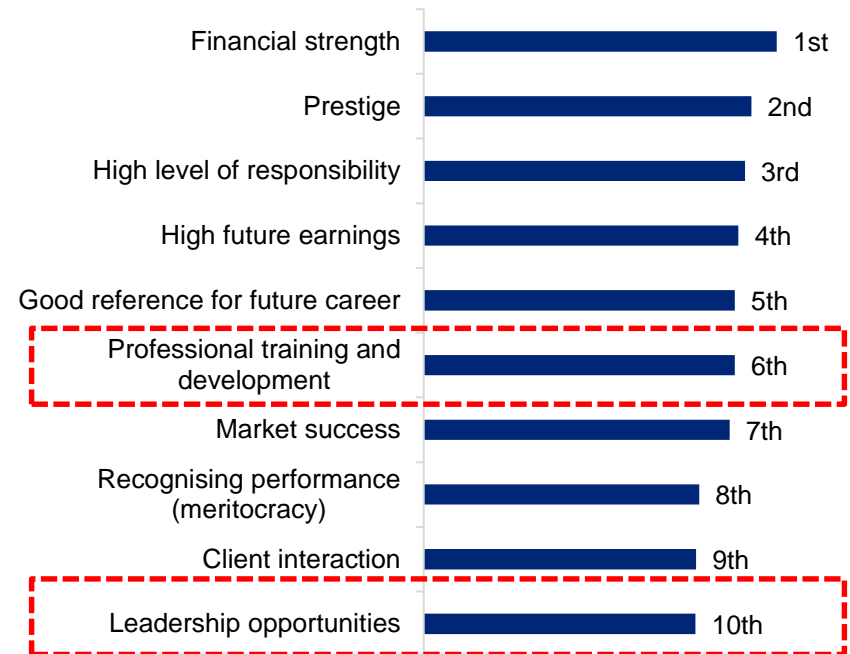 Financial strength 1st
Prestige 2nd
High level of responsibility 3rd
High future earnings 4th
Good reference for future career 5th
Professional training and
development 6th
Market success 7th
Recognising performance
(meritocracy) 8th
Client interaction 9th
Leadership opportunities 10th